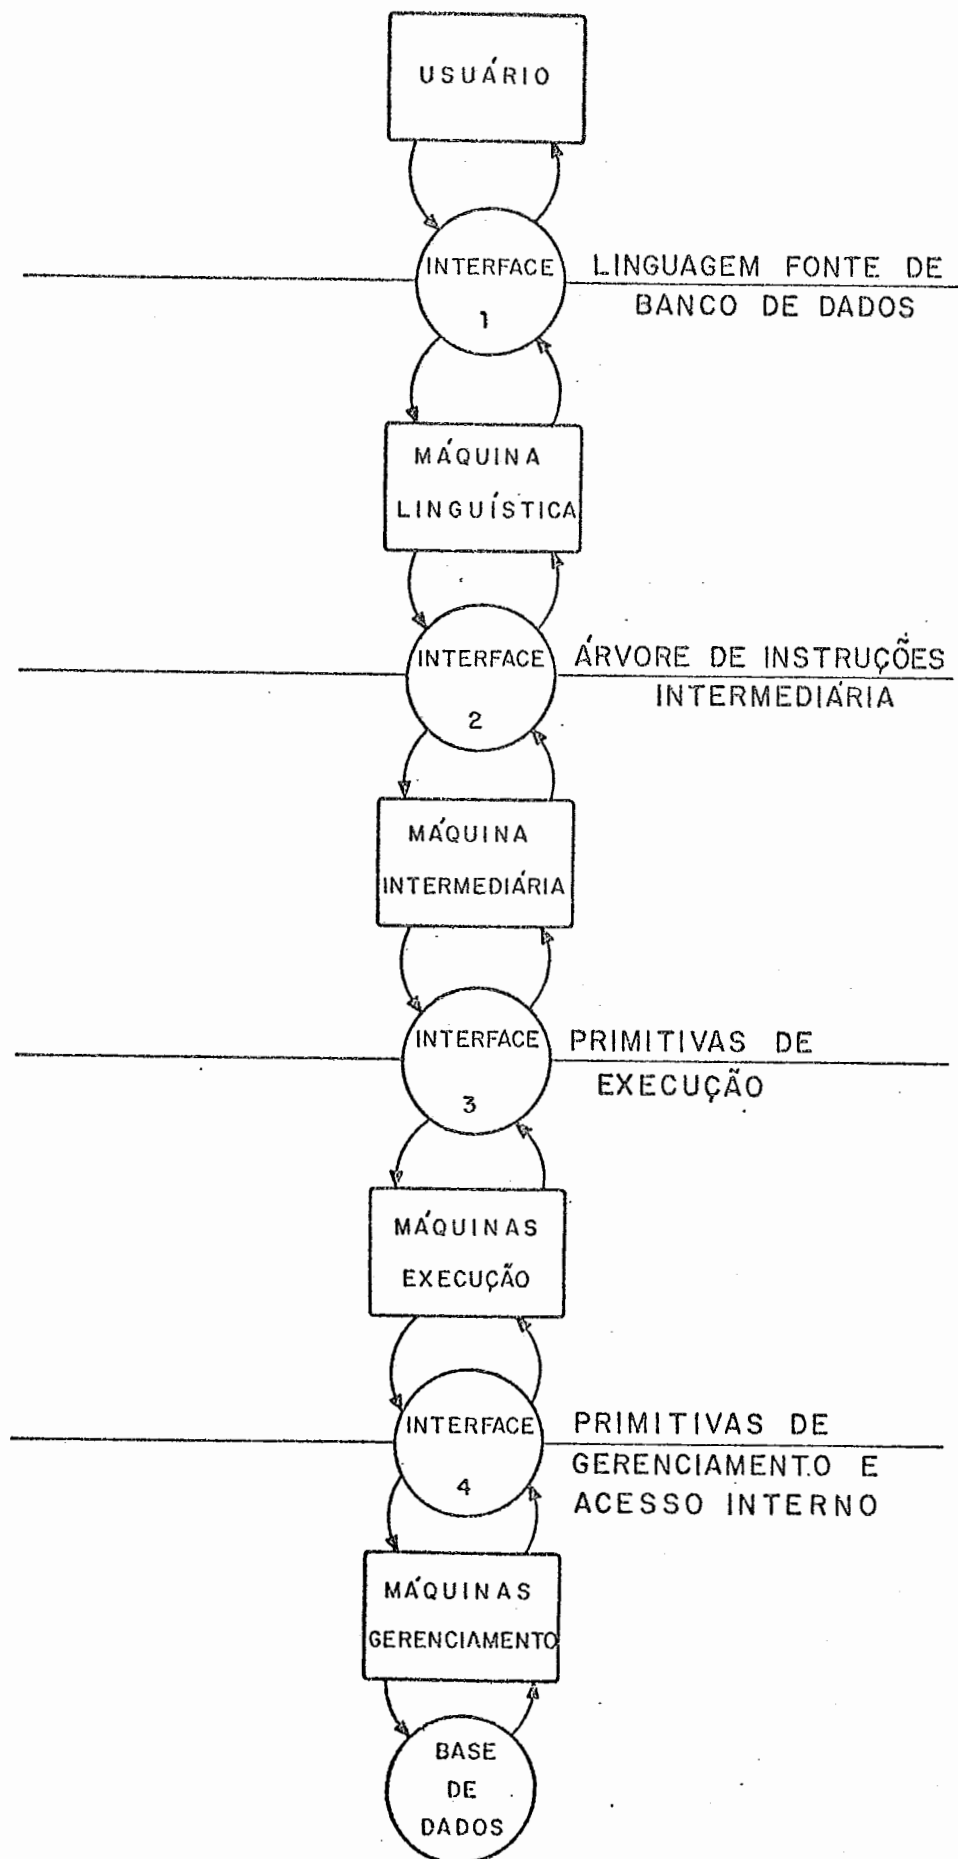 USUÁRIO
INTERFACE
1
LINGUAGEM FONTE DE
BANCO DE DADOS
MÁQUINA
LINGUÍSTICA
INTERFACE
2
ÁRVORE DE INSTRUÇÕES
INTERMEDIÁRIA
MÁQUINA
INTERMEDIÁRIA
INTERFACE
3
PRIMITIVAS DE
EXECUÇÃO
MÁQUINAS
EXECUÇÃO
INTERFACE
4
PRIMITIVAS DE
GERENCIAMENTO E
ACESSO INTERNO
MÁQUINAS
GERENCIAMENTO
BASE
DE
DADOS